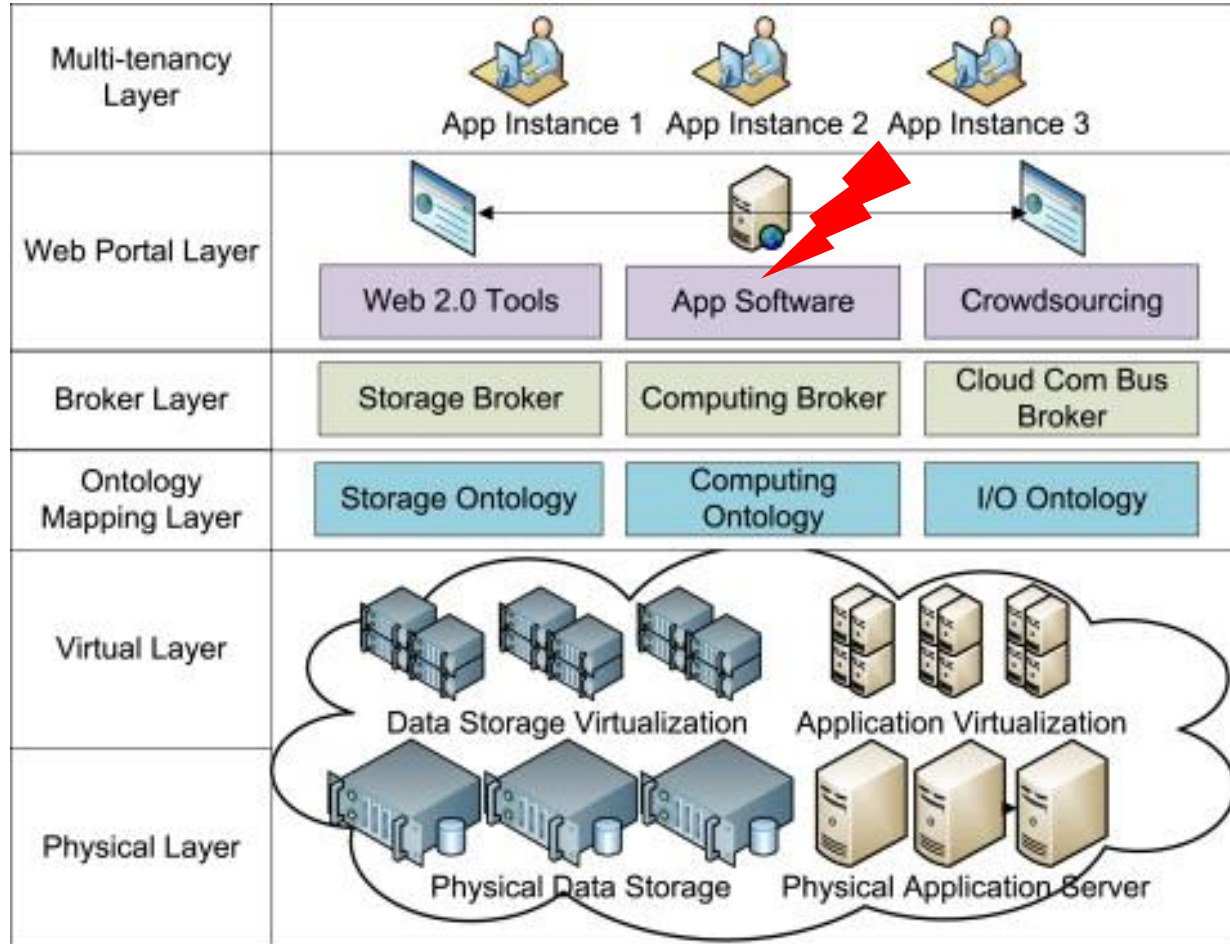 Multi-tenancy
Layer
App Instance 1
App Instance 2
App Instance 3
Web Portal Layer
Web 2.0 Tools
App Software
Crowdsourcing
Broker Layer
Storage Broker
Computing Broker
Cloud Com Bus
Broker
Ontology
Mapping Layer
Storage Ontology
Computing
Ontology
I/O Ontology
Virtual Layer
Data Storage Virtualization
Application Virtualization
Physical Layer
Physical Data Storage
Physical Application Server